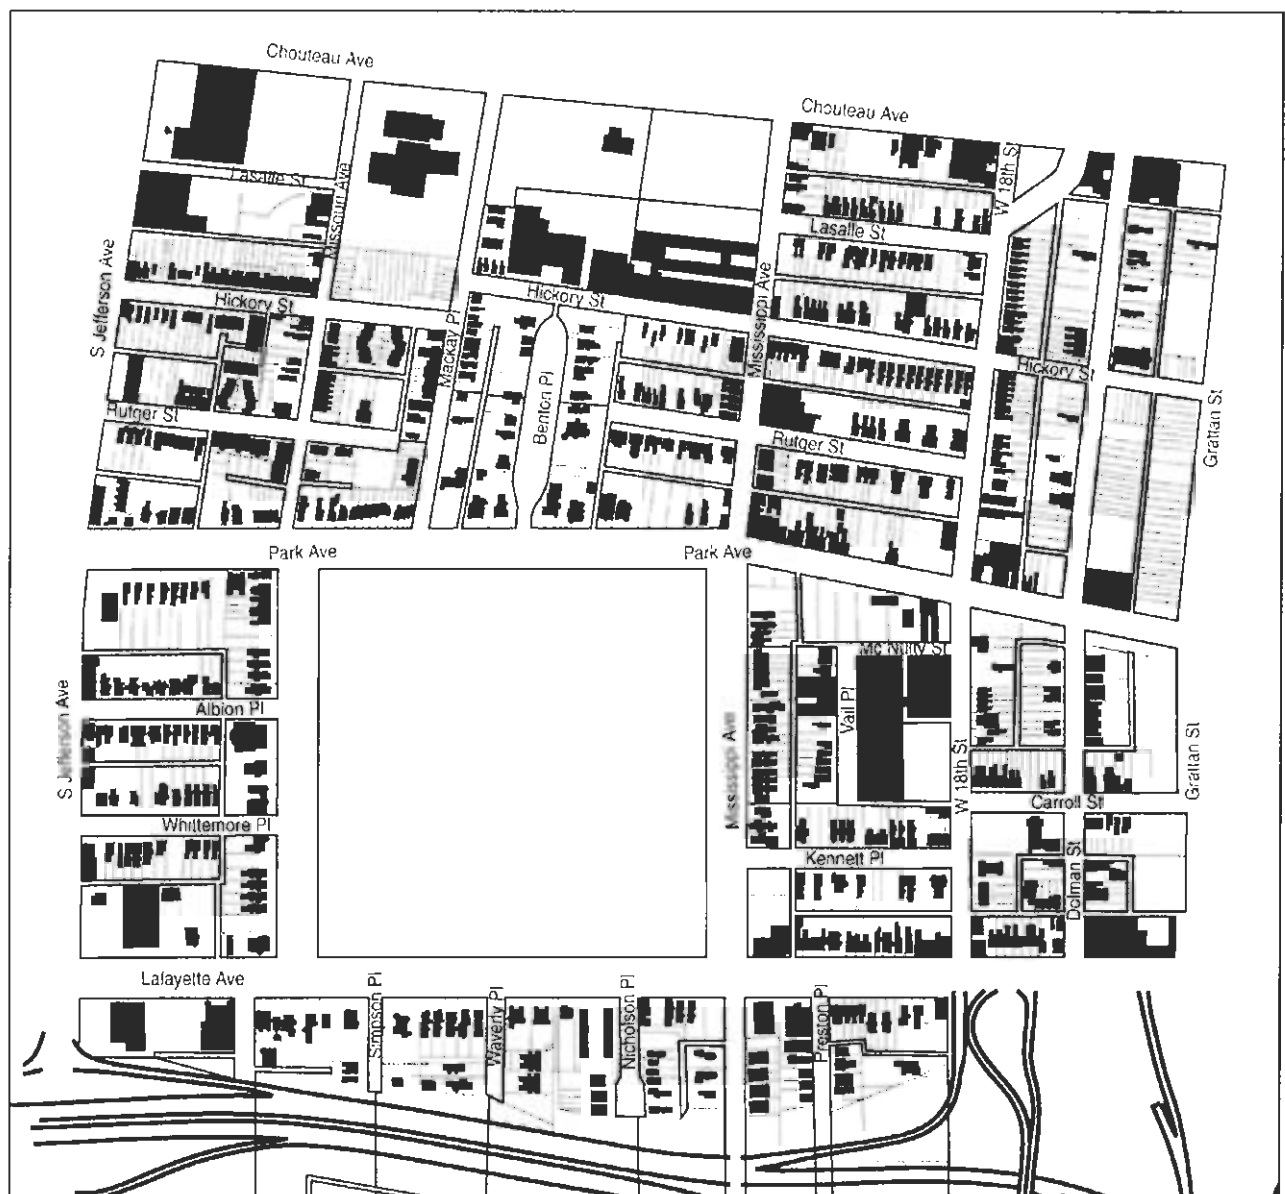 Chouteau Ave
Chouteau Ave
Lasalle St
Missouri Ave
W 18th St
Lasalle St
S Jefferson Ave
Hickory St
Hickory St
Mackay Pl
Benton Pl
Mississippi Ave
Hickory St
Rutger St
Rutger St
Grattan St
Park Ave
Park Ave
Mc Nulty St
S Jefferson Ave
Albion Pl
Mississippi Ave
Vail Pl
W 18th St
Grattan St
Whittemore Pl
Carroll St
Kennett Pl
Dolman St
Lafayette Ave
Simpson Pl
Waverly Pl
Nicholson Pl
Preston Pl